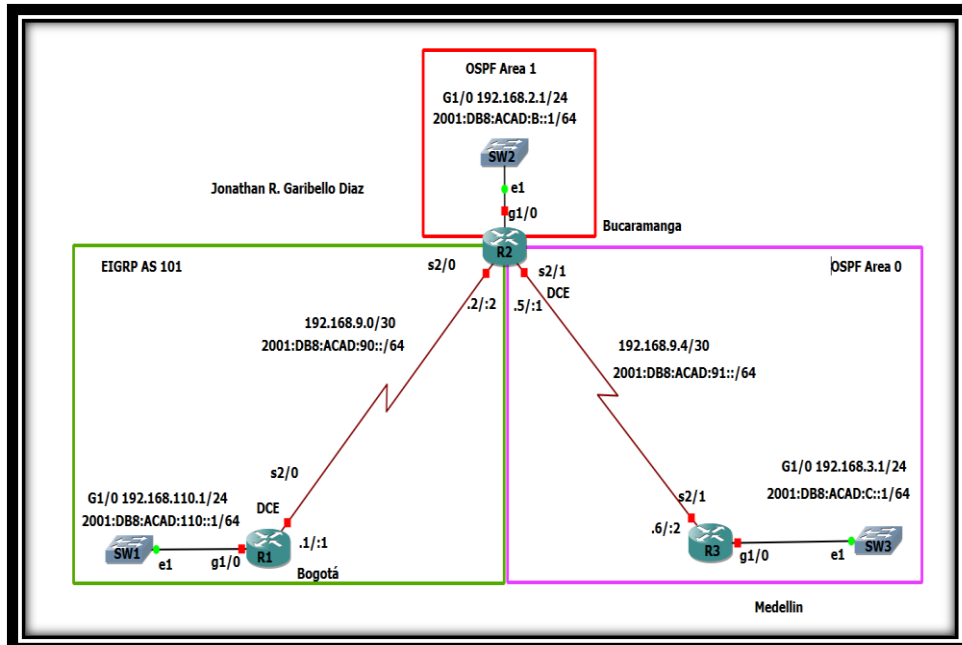 OSPF Area 1
G1/0 192.168.2.1/24
2001:DB8:ACAD:B::1/64
SW2
e1
Jonathan R. Garibello Diaz
g1/0
Bucaramanga
R2
EIGRP AS 101
s2/0
s2/1
DCE
OSPF Area 0
.2/:2
.5/:1
192.168.9.0/30
2001:DB8:ACAD:90::/64
192.168.9.4/30
2001:DB8:ACAD:91::/64
s2/0
G1/0 192.168.3.1/24
2001:DB8:ACAD:C::1/64
G1/0 192.168.110.1/24
2001:DB8:ACAD:110::1/64
DCE
s2/1
.1/:1
.6/:2
SW1
e1
g1/0
R1
Bogotá
R3
g1/0
e1
SW3
Medellin